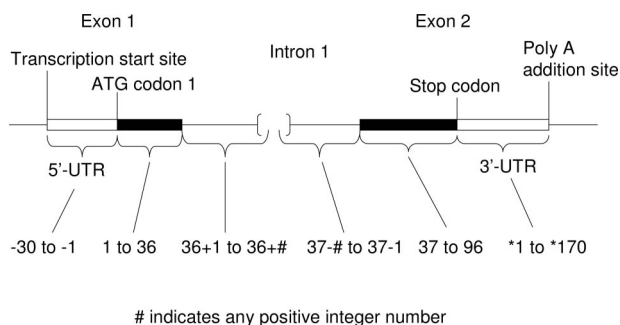 Exon 1
Exon 2
Intron 1
Poly A
addition site
Transcription start site
ATG codon 1
Stop codon
5'-UTR
3'-UTR
-30 to -1
1 to 36
36+1 to 36+#
37-# to 37-1
37 to 96
*1 to *170
# indicates any positive integer number